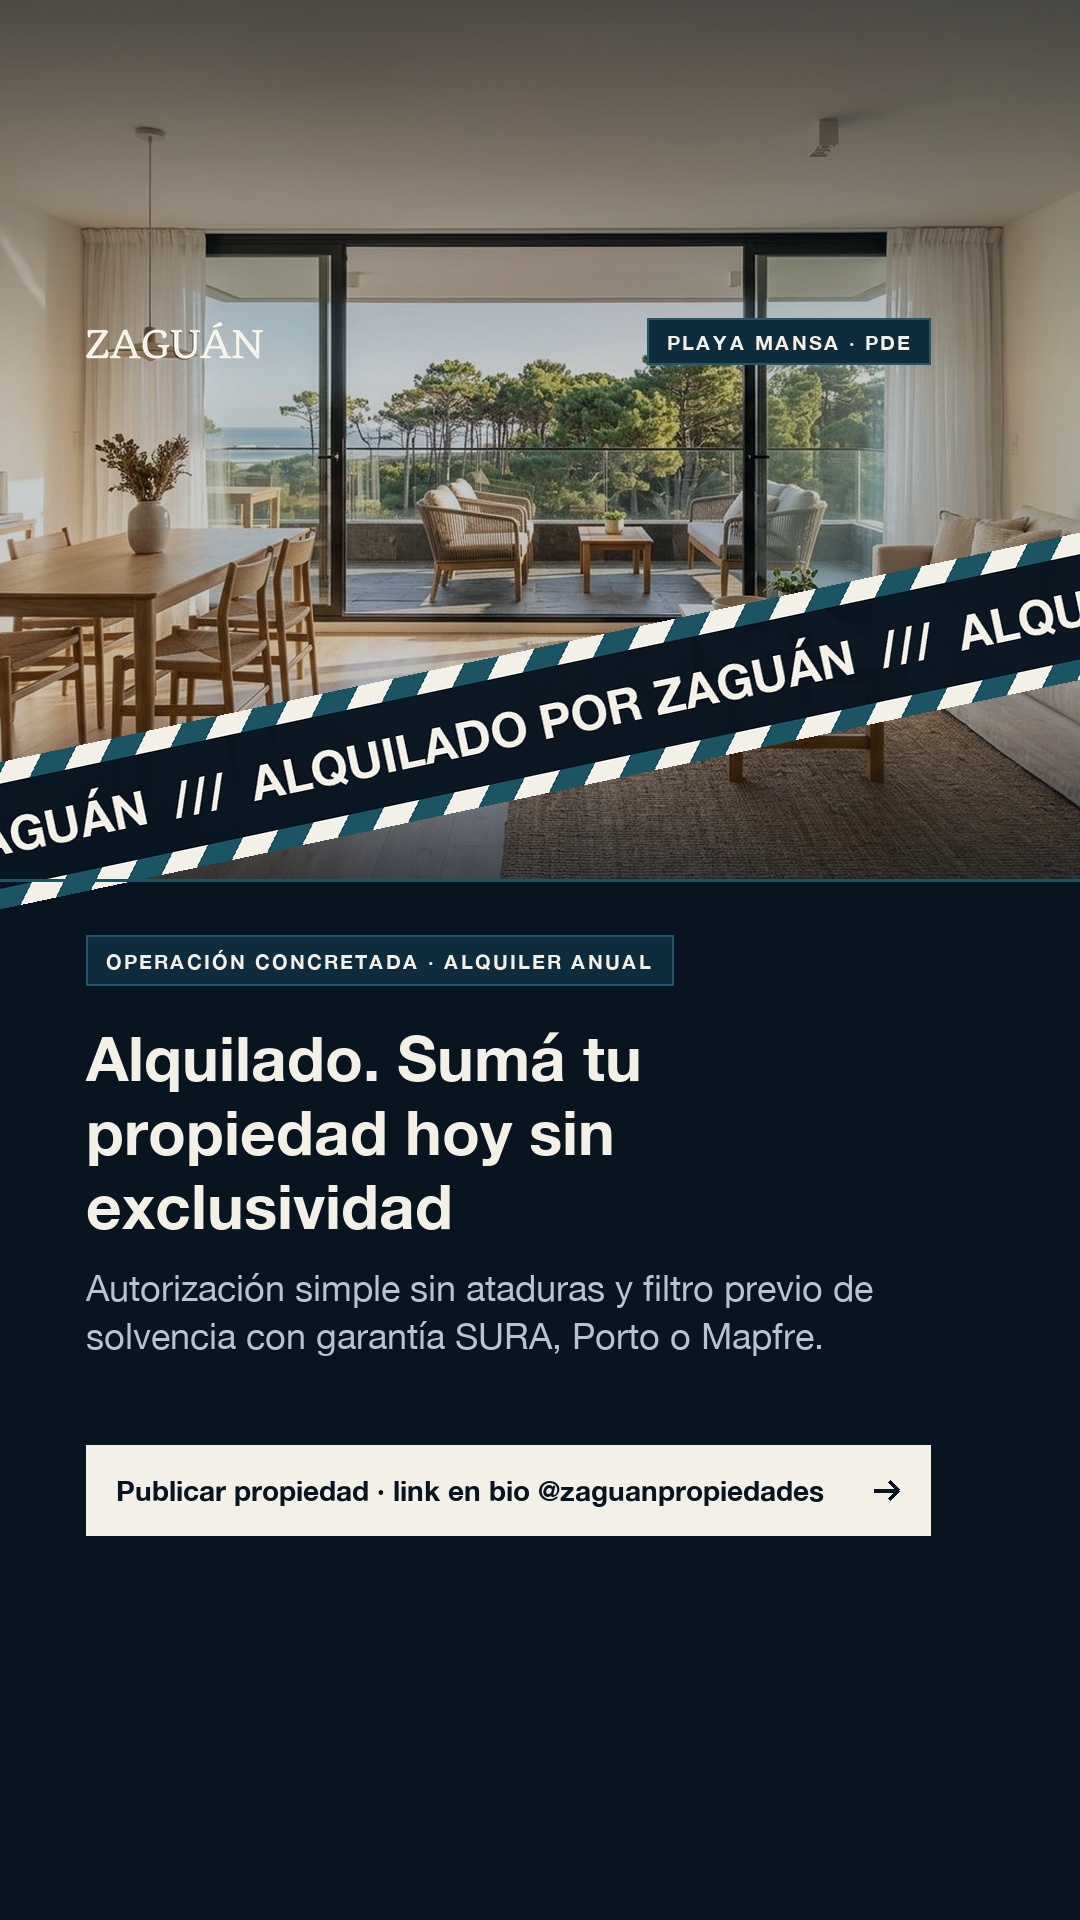 ZAGUÁN
PLAYA MANSA · PDE
AGUÁN /// ALQUILADO POR ZAGUÁN /// ALQU
OPERACIÓN CONCRETADA · ALQUILER ANUAL
Alquilado. Sumá tu
propiedad hoy sin
exclusividad
Autorización simple sin ataduras y filtro previo de
solvencia con garantía SURA, Porto o Mapfre.
Publicar propiedad · link en bio @zaguanpropiedades →